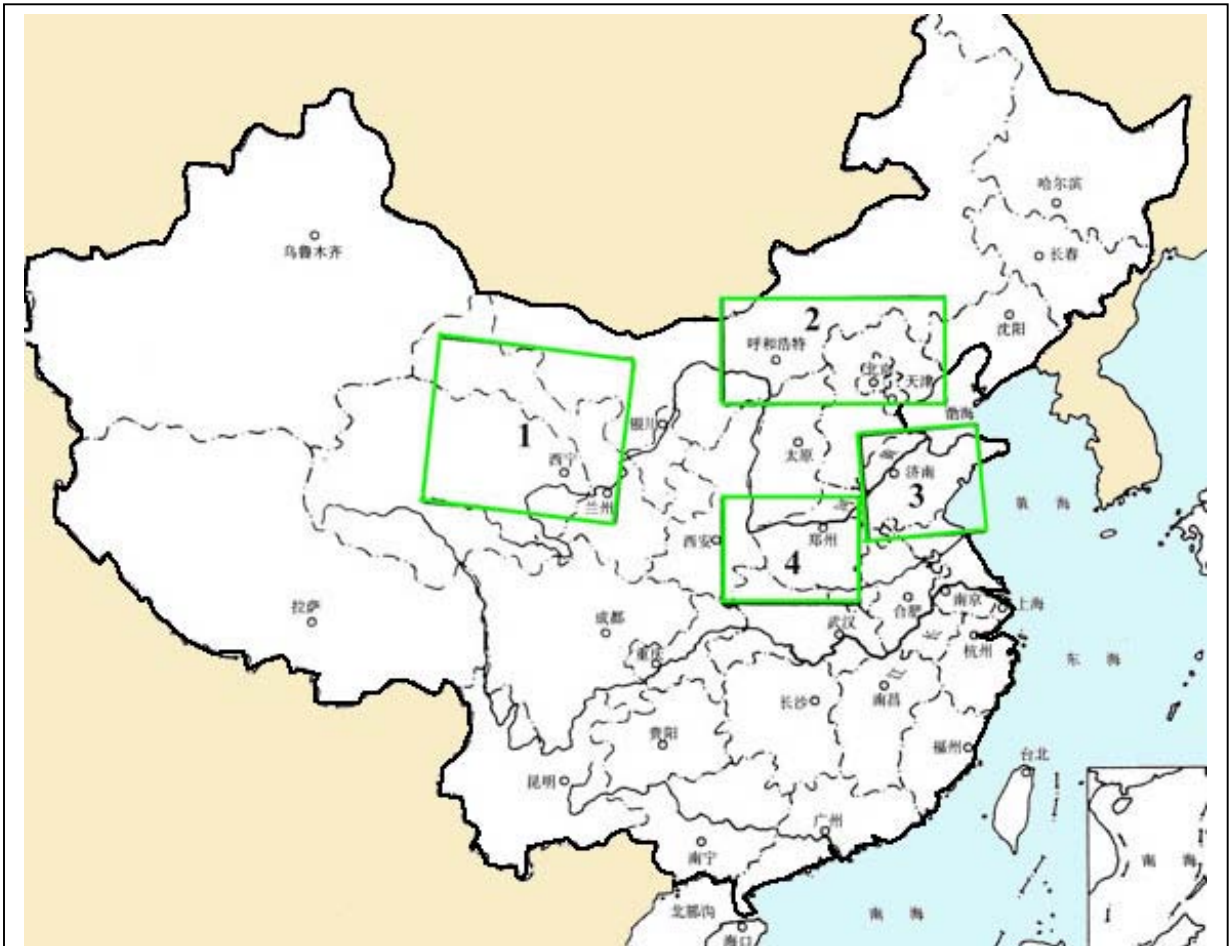 哈尔滨
长春
乌鲁木齐
沈阳
2
呼和浩特
北京
天津
渤海
1
银川
太原
西宁
济南
3
兰州
黄 海
西安
郑州
4
拉萨
成都
合肥
南京
上海
武汉
长
杭州
重庆
东 海
江
长沙
南昌
贵阳
福州
台北
昆明
广州
南宁
南 海
南 海
海口